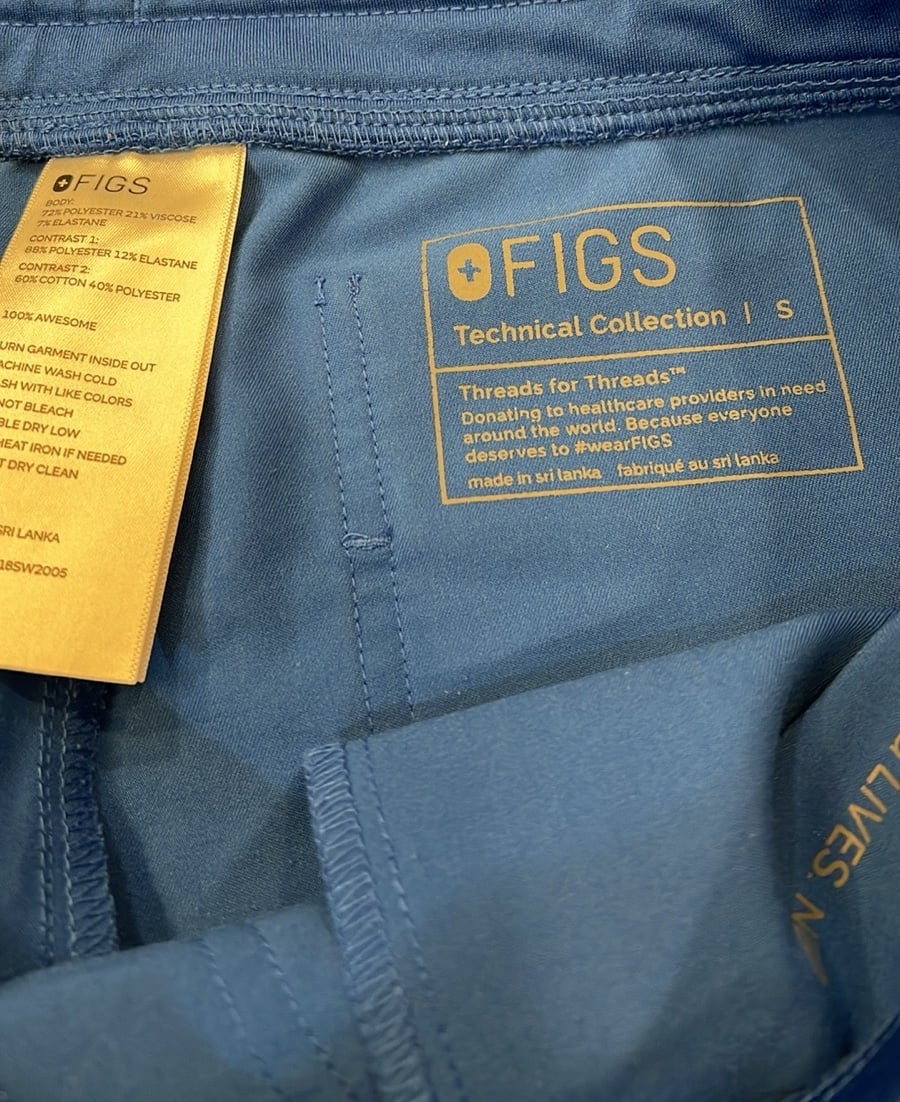 FIGS
BODY:
72% POLYESTER 21% VISCOSE
7% ELASTANE
CONTRAST 1:
88% POLYESTER 12% ELASTANE
CONTRAST 2:
60% COTTON 40% POLYESTER
100% AWESOME
URN GARMENT INSIDE OUT
ACHINE WASH COLD
SH WITH LIKE COLORS
NOT BLEACH
BLE DRY LOW
HEAT IRON IF NEEDED
T DRY CLEAN
SRI LANKA
18SW2005
FIGS
Technical Collection | S
Threads for Threads™
Donating to healthcare providers in need
around the world. Because everyone
deserves to #wearFIGS
made in sri lanka fabriqué au sri lanka
LIVES.